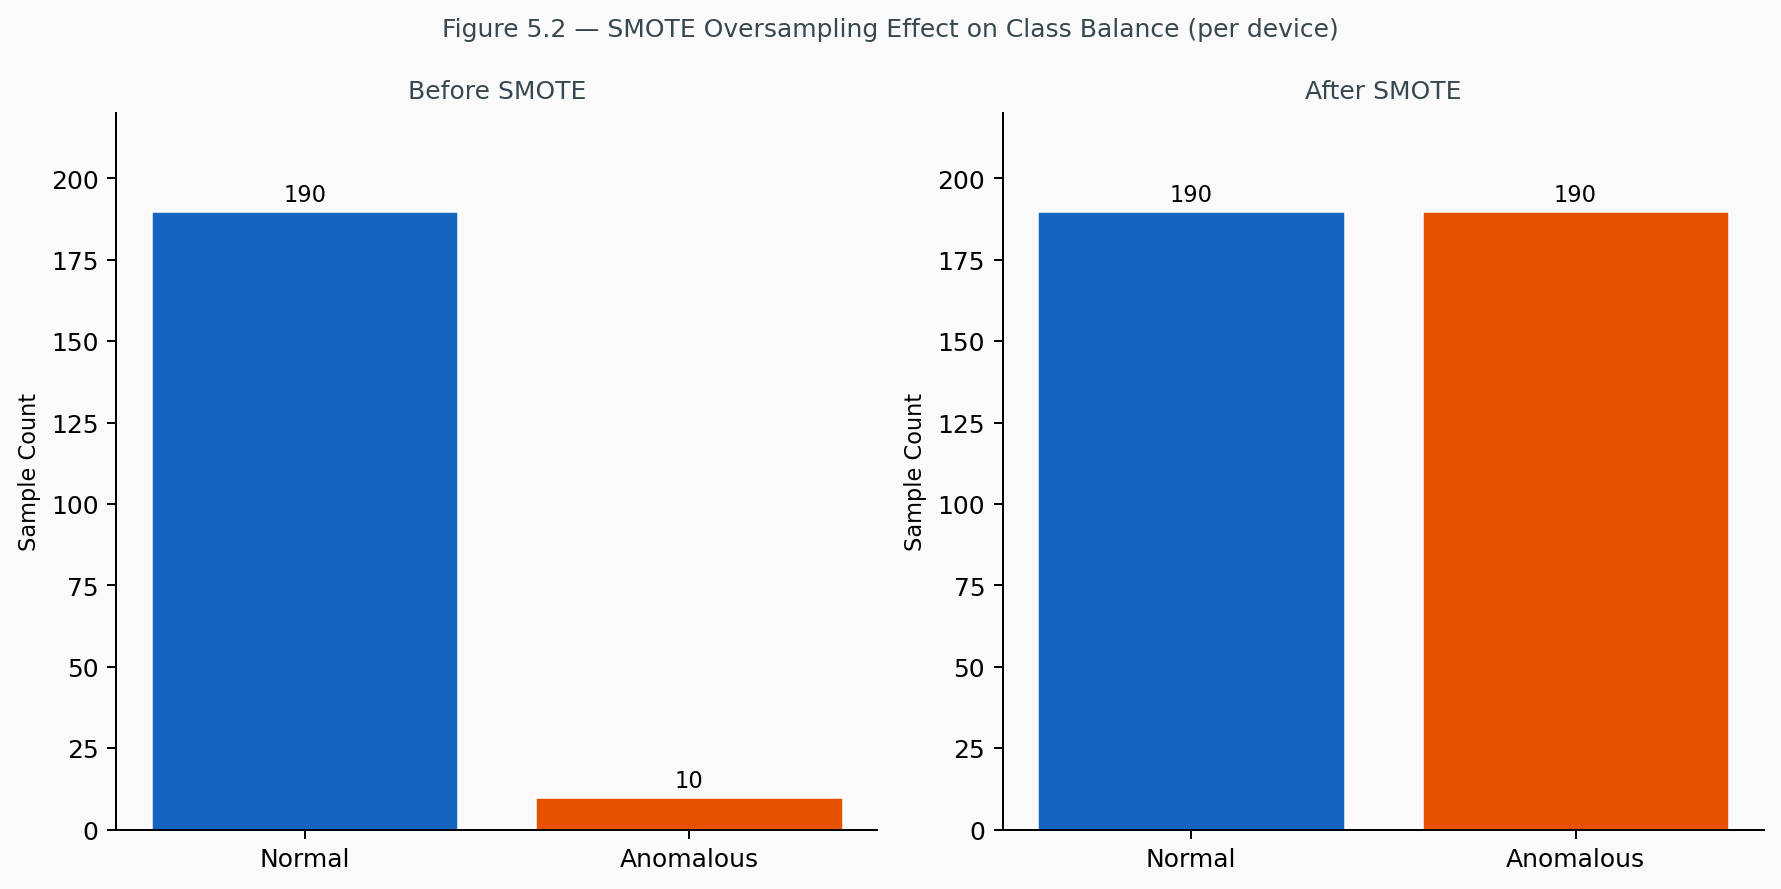 Figure 5.2 — SMOTE Oversampling Effect on Class Balance (per device)
Before SMOTE
Sample Count
200
175
150
125
100
75
50
25
0
190
10
Normal
Anomalous
After SMOTE
Sample Count
200
175
150
125
100
75
50
25
0
190
190
Normal
Anomalous